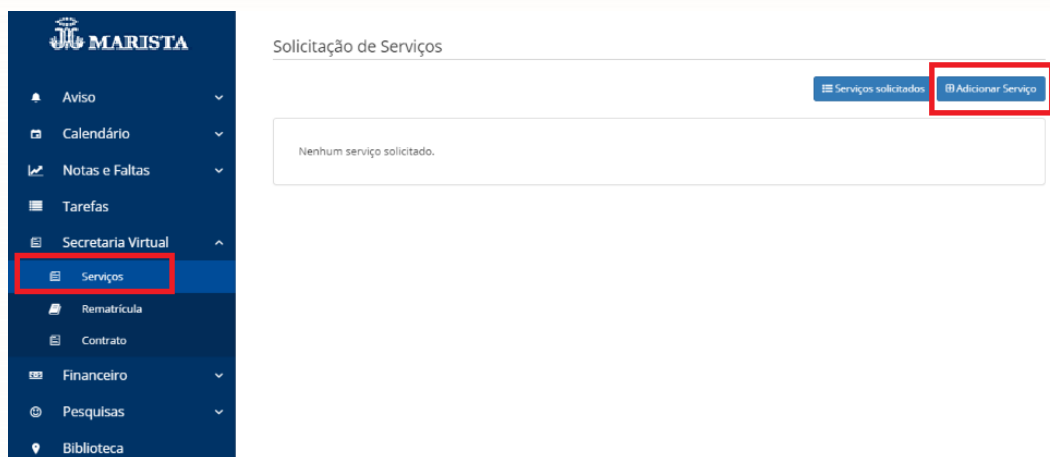 MARISTA
Aviso
Calendário
Notas e Faltas
Tarefas
Secretaria Virtual
Serviços
Rematrícula
Contrato
Financeiro
Pesquisas
Biblioteca
Solicitação de Serviços
Serviços solicitados
Adicionar Serviço
Nenhum serviço solicitado.